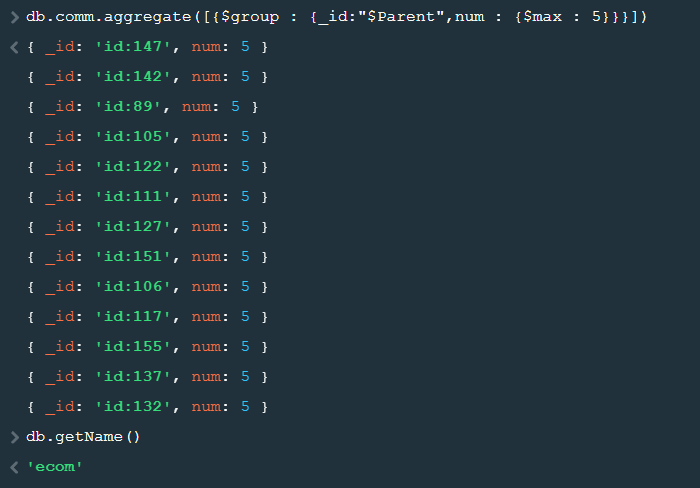 > db.comm.aggregate([{$group : {_id:"$Parent",num : {$max : 5}}}])
< { _id: 'id:147', num: 5 }
{ _id: 'id:142', num: 5 }
{ _id: 'id:89', num: 5 }
{ _id: 'id:105', num: 5 }
{ _id: 'id:122', num: 5 }
{ _id: 'id:111', num: 5 }
{ _id: 'id:127', num: 5 }
{ _id: 'id:151', num: 5 }
{ _id: 'id:106', num: 5 }
{ _id: 'id:117', num: 5 }
{ _id: 'id:155', num: 5 }
{ _id: 'id:137', num: 5 }
{ _id: 'id:132', num: 5 }
> db.getName()
< 'ecom'